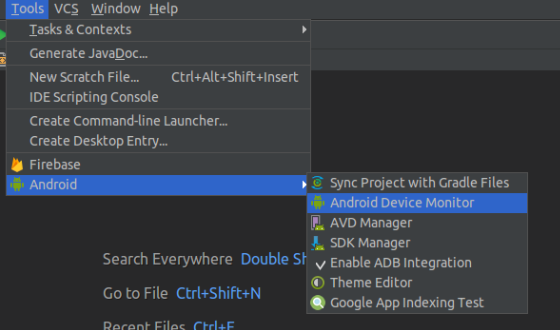 Tools VCS Window Help
Tasks & Contexts
Generate JavaDoc...
New Scratch File... Ctrl+Alt+Shift+Insert
IDE Scripting Console
Create Command-line Launcher...
Create Desktop Entry...
Firebase
Android
Sync Project with Gradle Files
Android Device Monitor
AVD Manager
SDK Manager
Enable ADB Integration
Theme Editor
Google App Indexing Test
Search Everywhere Double
Go to File Ctrl+Shift+N
Recent Files Ctrl+E